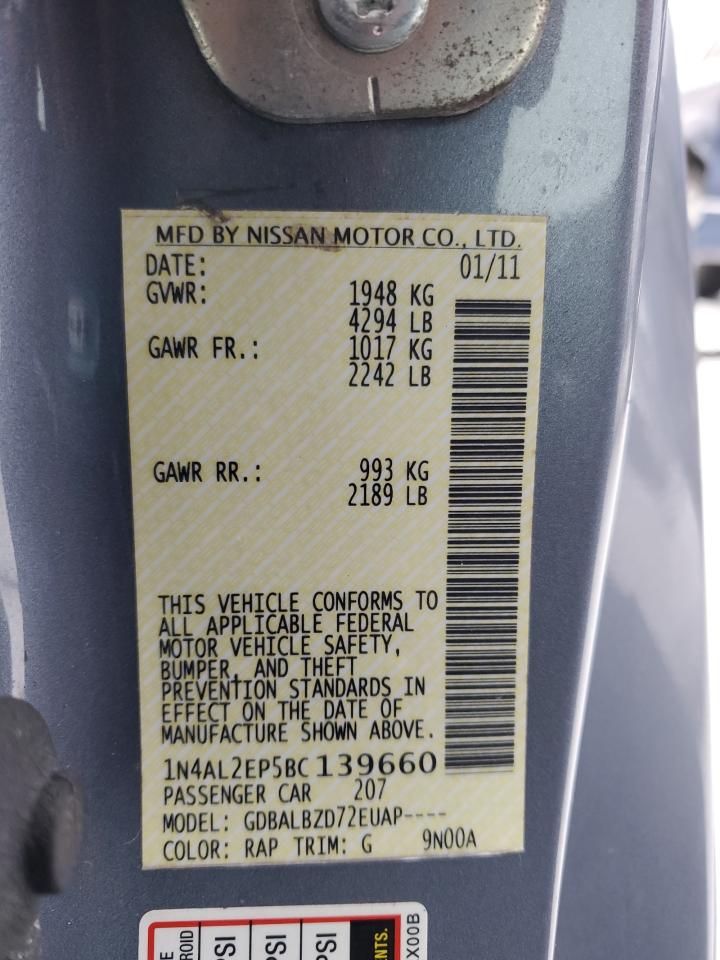 MFD BY NISSAN MOTOR CO., LTD.
DATE: 01/11
GVWR: 1948 KG
4294 LB
GAWR FR.: 1017 KG
2242 LB
GAWR RR.: 993 KG
2189 LB
THIS VEHICLE CONFORMS TO
ALL APPLICABLE FEDERAL
MOTOR VEHICLE SAFETY,
BUMPER, AND THEFT
PREVENTION STANDARDS IN
EFFECT ON THE DATE OF
MANUFACTURE SHOWN ABOVE.
1N4AL2EP5BC139660
PASSENGER CAR 207
MODEL: GDBALBZD72EUAP----
COLOR: RAP TRIM: G 9N00A
PSI
PSI
PSI
X00B